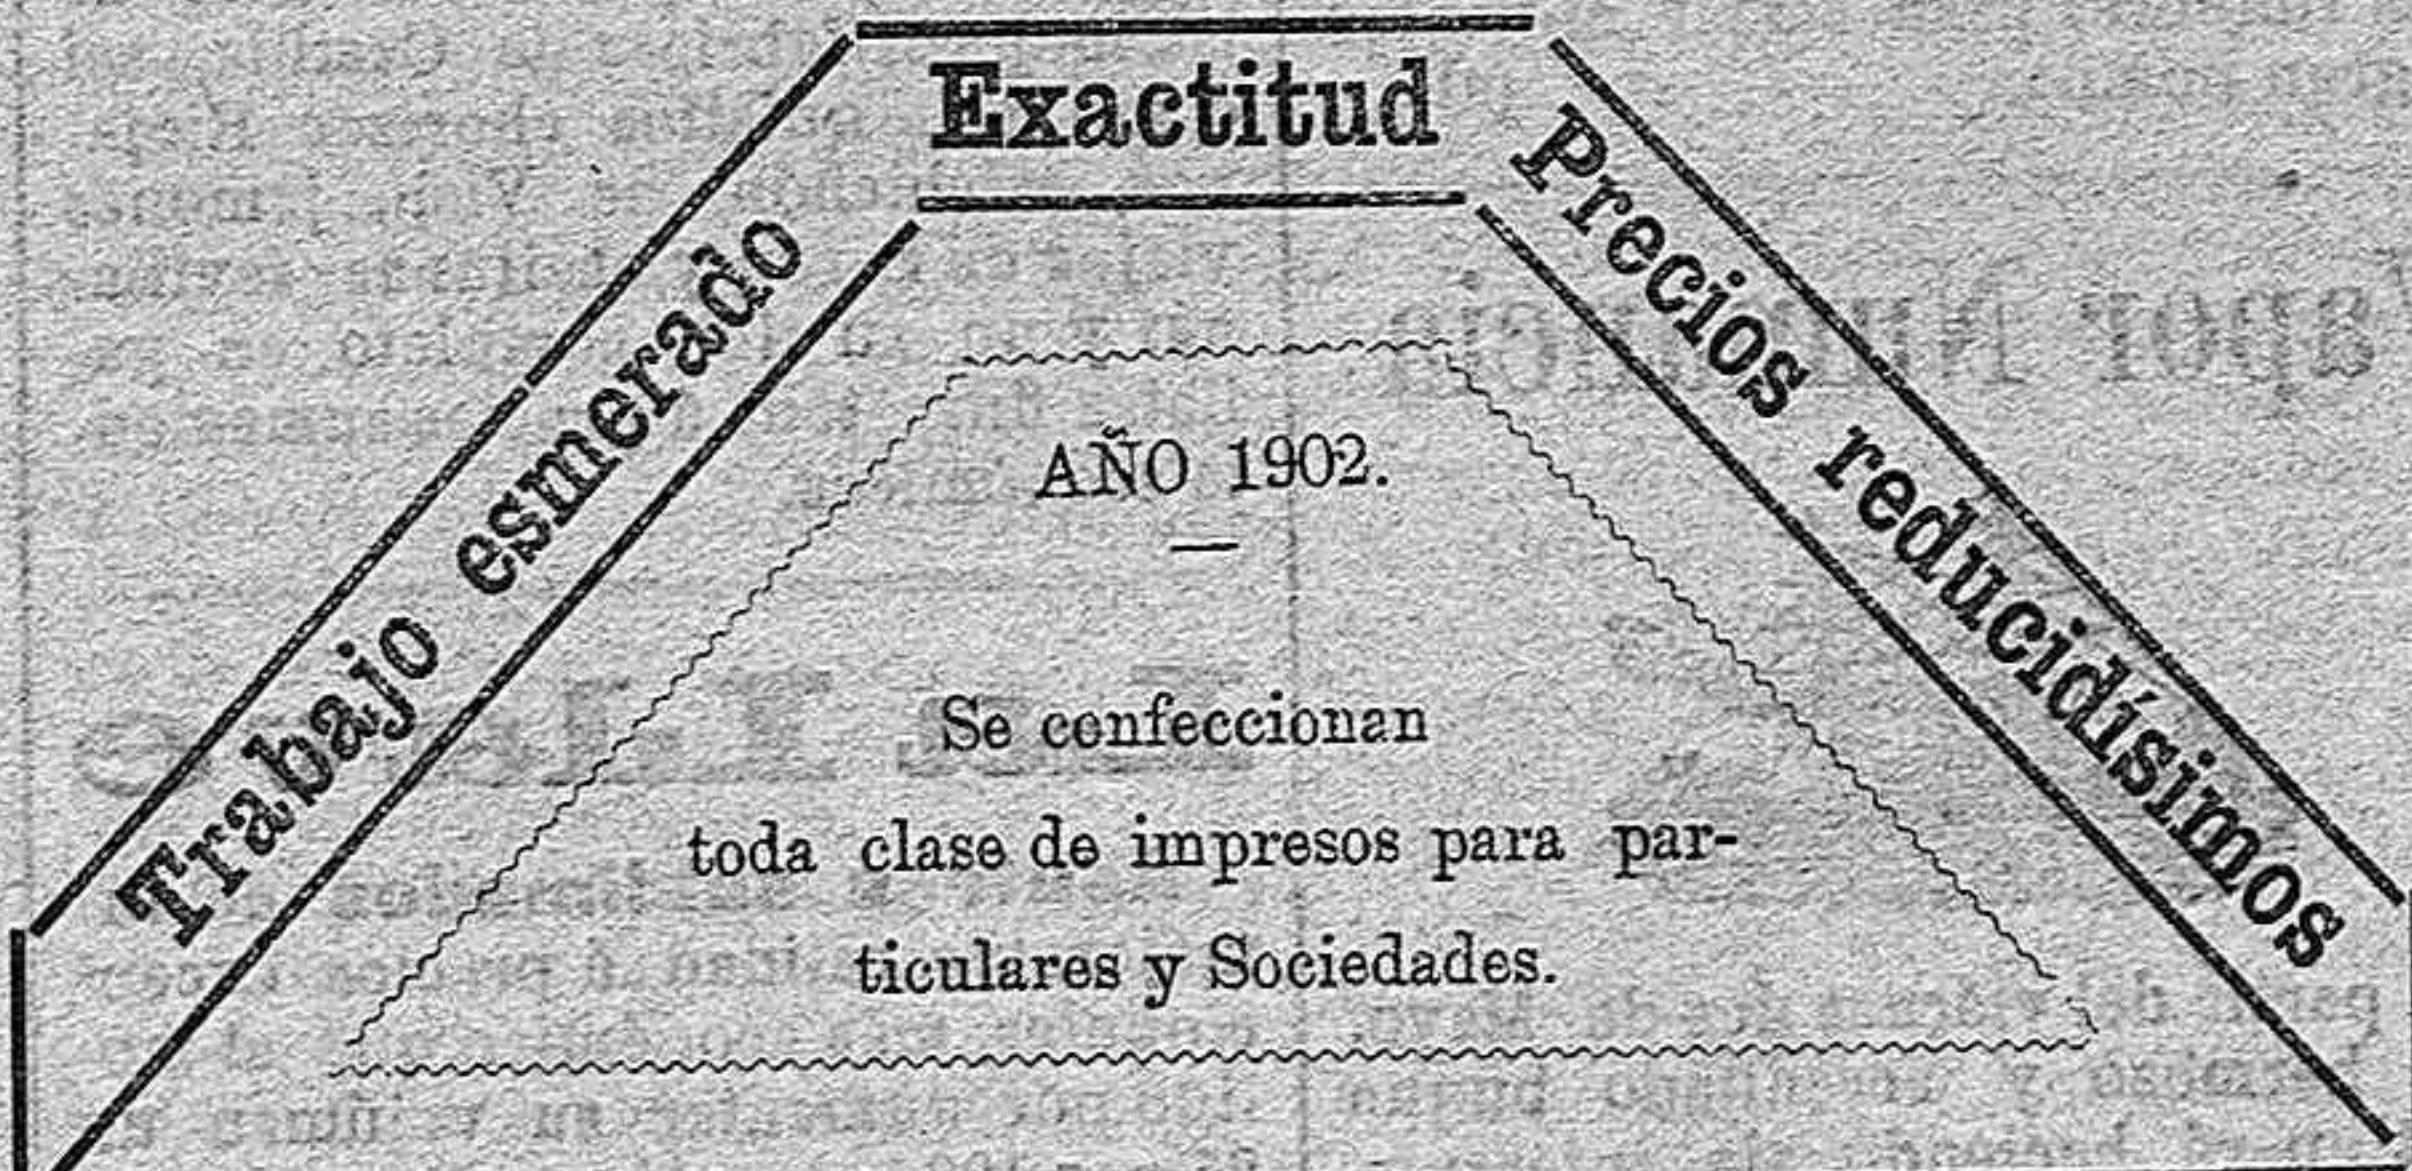 Trabajo esmerado
Exactitud
Precios reducidísimos
AÑO 1902.
Se confeccionan
toda clase de impresos para par-
ticulares y Sociedades.